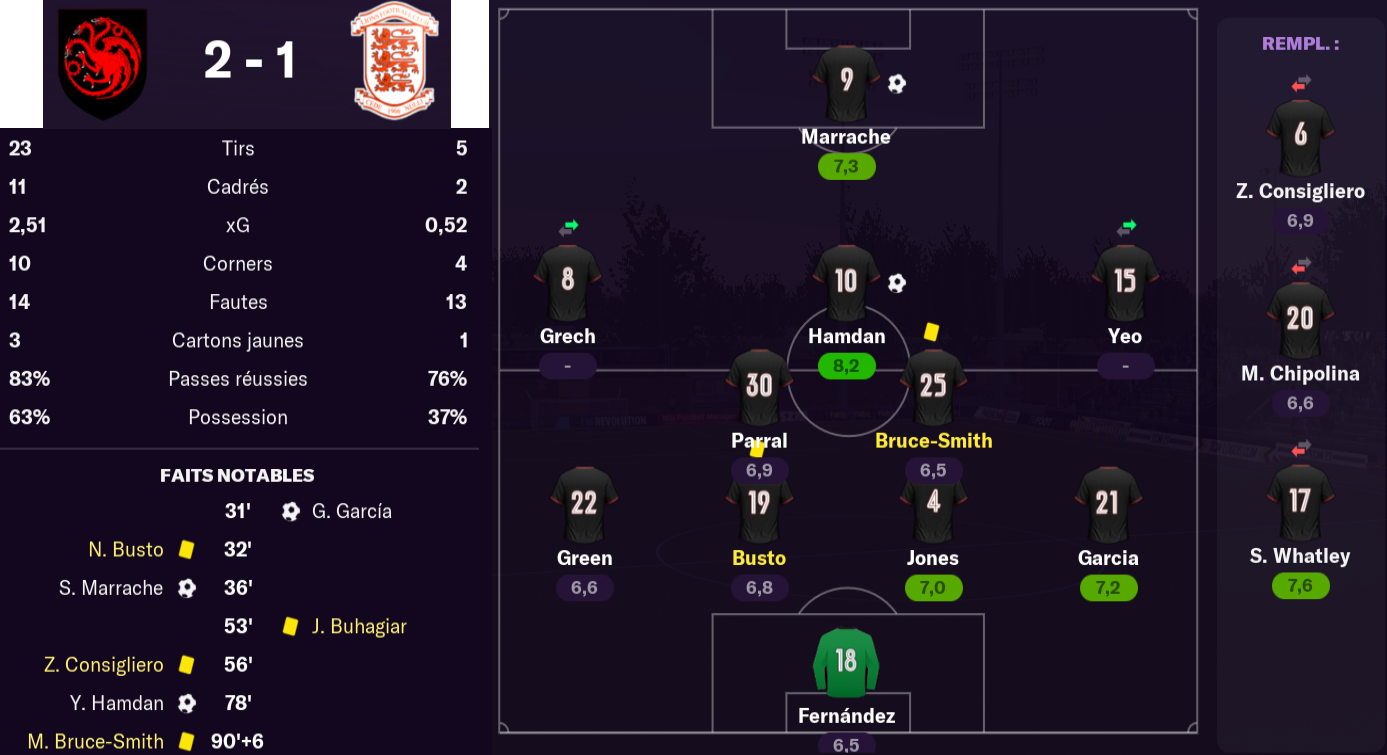 2 - 1
23 Tirs 5
11 Cadrés 2
2,51 xG 0,52
10 Corners 4
14 Fautes 13
3 Cartons jaunes 1
83% Passes réussies 76%
63% Possession 37%
FAITS NOTABLES
31' G. García
N. Busto 32'
S. Marrache 36'
53' J. Buhagiar
Z. Consigliero 56'
Y. Hamdan 78'
M. Bruce-Smith 90'+6
9
Marrache
7,3
8 10 15
Grech Hamdan Yeo
- 8,2 -
30 25
Parral Bruce-Smith
6,9 6,5
22 19 4 21
Green Busto Jones Garcia
6,6 6,8 7,0 7,2
18
Fernández
6,5
REMPL. :
6
Z. Consigliero
6,9
20
M. Chipolina
6,6
17
S. Whatley
7,6